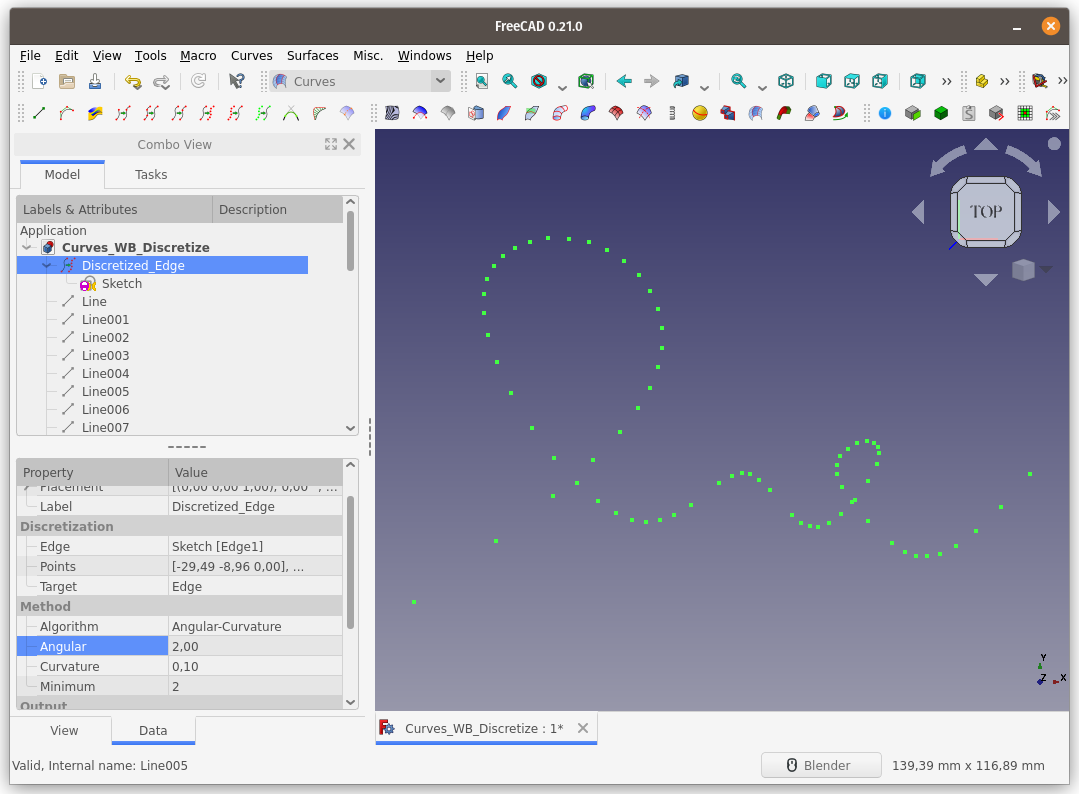 FreeCAD 0.21.0
File Edit View Tools Macro Curves Surfaces Misc. Windows Help
Curves
Combo View
Model Tasks
Labels & Attributes Description
Application
Curves_WB_Discretize
Discretized_Edge
Sketch
Line
Line001
Line002
Line003
Line004
Line005
Line006
Line007
TOP
Property Value
Placement [(0,00 0,00 1,00); 0,00 °; ...
Label Discretized_Edge
Discretization
Edge Sketch [Edge1]
Points [-29,49 -8,96 0,00], ...
Target Edge
Method
Algorithm Angular-Curvature
Angular 2,00
Curvature 0,10
Minimum 2
Output
Y
Z X
View Data
Curves_WB_Discretize : 1*
Valid, Internal name: Line005
Blender 139,39 mm x 116,89 mm